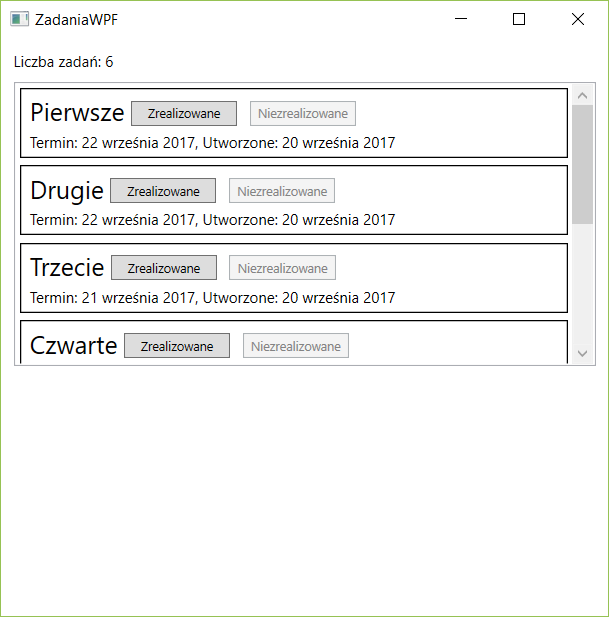 ZadaniaWPF
Liczba zadań: 6
Pierwsze Zrealizowane Niezrealizowane
Termin: 22 września 2017, Utworzone: 20 września 2017
Drugie Zrealizowane Niezrealizowane
Termin: 22 września 2017, Utworzone: 20 września 2017
Trzecie Zrealizowane Niezrealizowane
Termin: 21 września 2017, Utworzone: 20 września 2017
Czwarte Zrealizowane Niezrealizowane